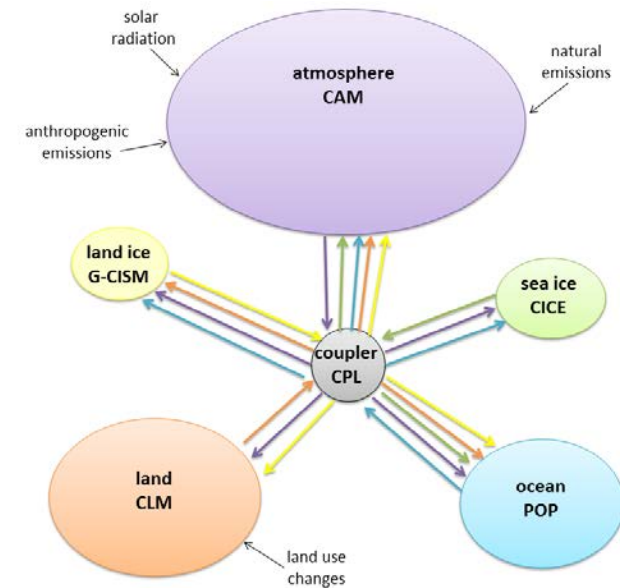 solar
radiation
atmosphere
CAM
natural
emissions
anthropogenic
emissions
land ice
G-CISM
sea ice
CICE
coupler
CPL
land
CLM
ocean
POP
land use
changes